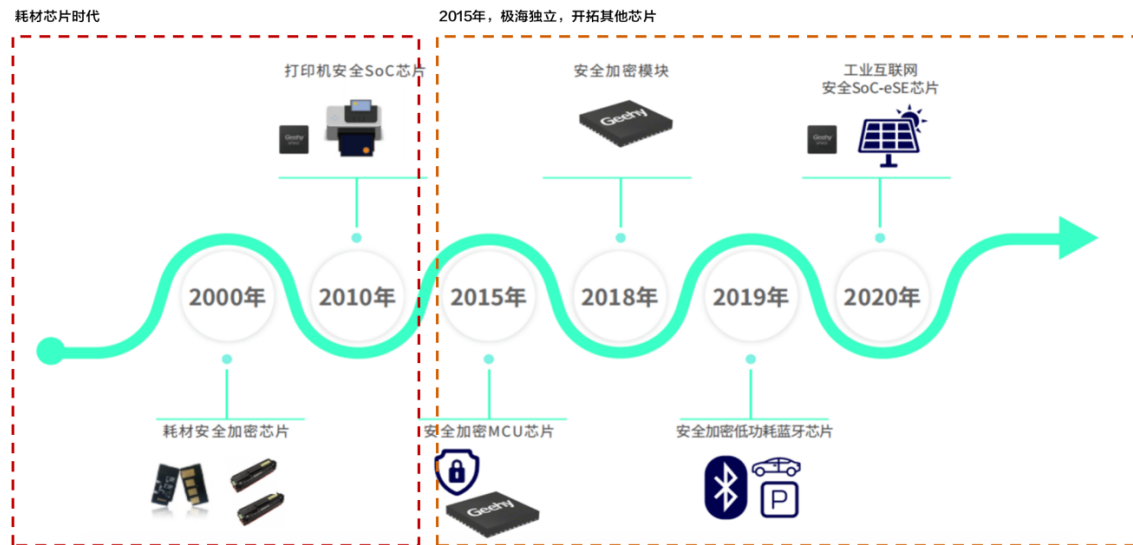 耗材芯片时代
2015年，极海独立，开拓其他芯片
打印机安全SoC芯片
安全加密模块
工业互联网
安全SoC-eSE芯片
Geehy
Geehy
Geehy
2000年
2010年
2015年
2018年
2019年
2020年
耗材安全加密芯片
安全加密MCU芯片
安全加密低功耗蓝牙芯片
Geehy
P